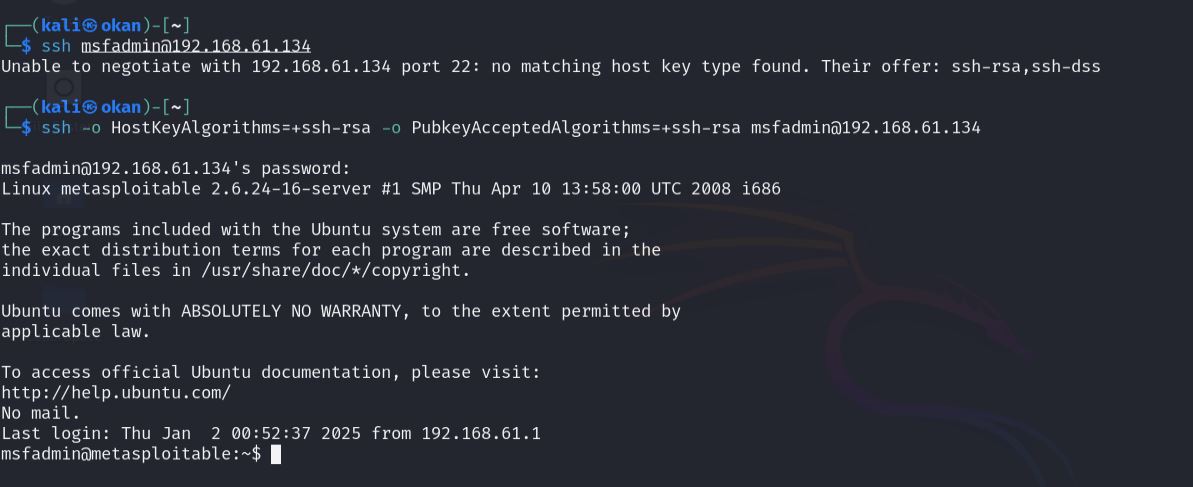 ┌──(kali㉿okan)-[~]
└─$ ssh msfadmin@192.168.61.134
Unable to negotiate with 192.168.61.134 port 22: no matching host key type found. Their offer: ssh-rsa,ssh-dss
┌──(kali㉿okan)-[~]
└─$ ssh -o HostKeyAlgorithms=+ssh-rsa -o PubkeyAcceptedAlgorithms=+ssh-rsa msfadmin@192.168.61.134
msfadmin@192.168.61.134's password:
Linux metasploitable 2.6.24-16-server #1 SMP Thu Apr 10 13:58:00 UTC 2008 i686
The programs included with the Ubuntu system are free software;
the exact distribution terms for each program are described in the
individual files in /usr/share/doc/*/copyright.
Ubuntu comes with ABSOLUTELY NO WARRANTY, to the extent permitted by
applicable law.
To access official Ubuntu documentation, please visit:
http://help.ubuntu.com/
No mail.
Last login: Thu Jan  2 00:52:37 2025 from 192.168.61.1
msfadmin@metasploitable:~$